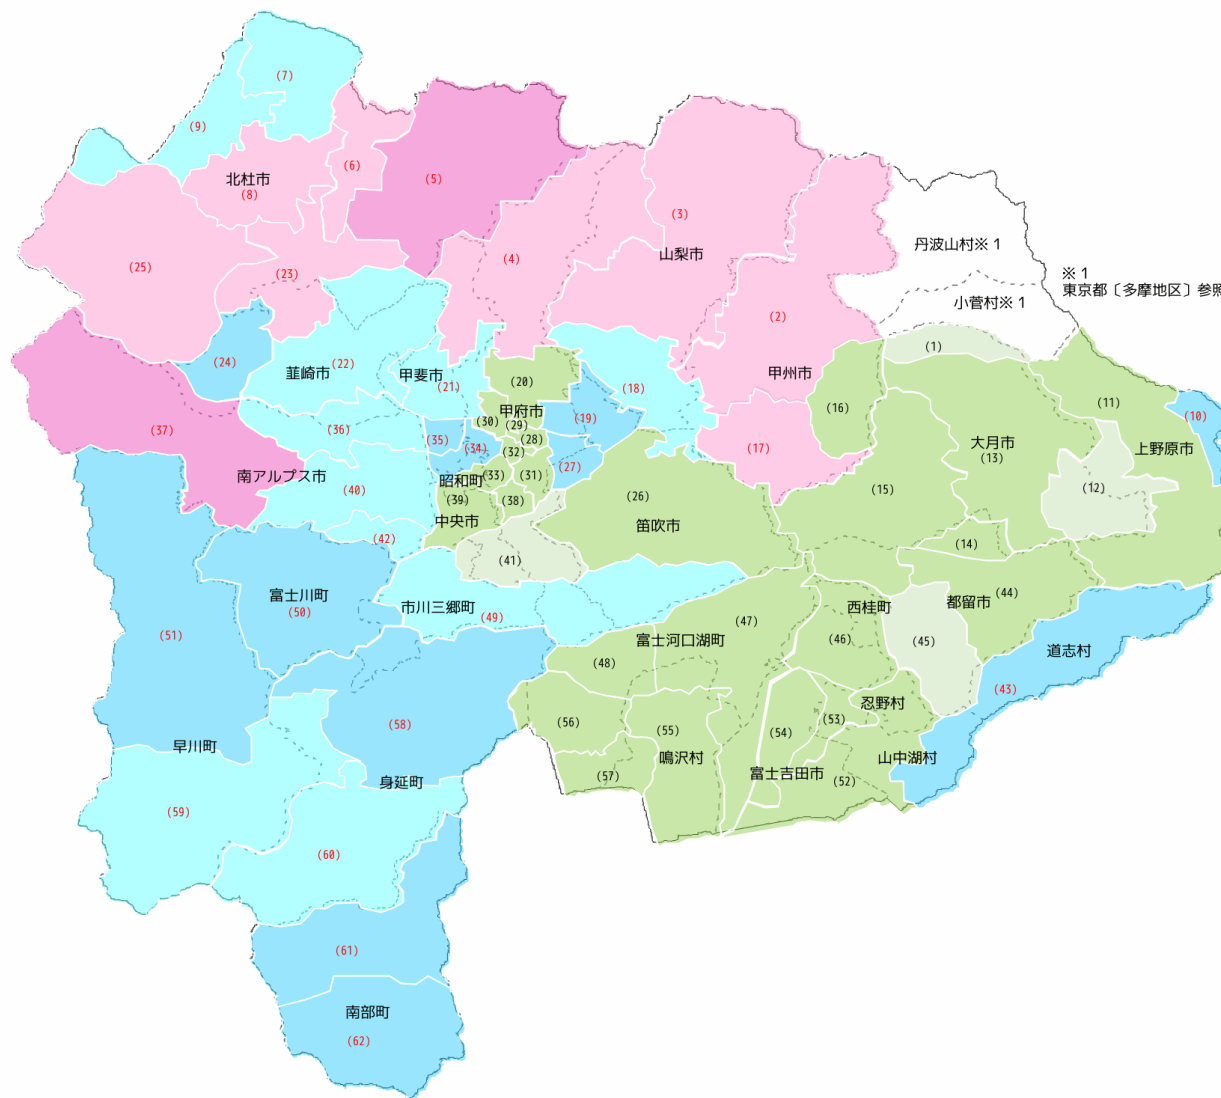 (7)
(9)
(6)
北杜市
(8)
(5)
(3)
丹波山村※1
山梨市
(4)
(25)
(23)
※1
東京都〔多摩地区〕参照
小菅村※1
(2)
(1)
(24)
韮崎市
(22)
甲斐市
(21)
(20)
(18)
甲州市
(16)
(11)
(10)
甲府市
(19)
(30)
(29)
(37)
(36)
(35)
(34)
(28)
(32)
(17)
大月市
(13)
上野原市
(27)
南アルプス市
昭和町
(33)
(31)
(40)
(39)
(38)
(26)
(15)
(12)
中央市
笛吹市
(42)
(14)
(41)
富士川町
(50)
市川三郷町
(49)
西桂町
都留市
(44)
(51)
富士河口湖町
(47)
(46)
(45)
道志村
(48)
(43)
忍野村
(58)
(56)
(55)
(54)
(53)
早川町
鳴沢村
山中湖村
身延町
(57)
富士吉田市
(52)
(59)
(60)
(61)
南部町
(62)